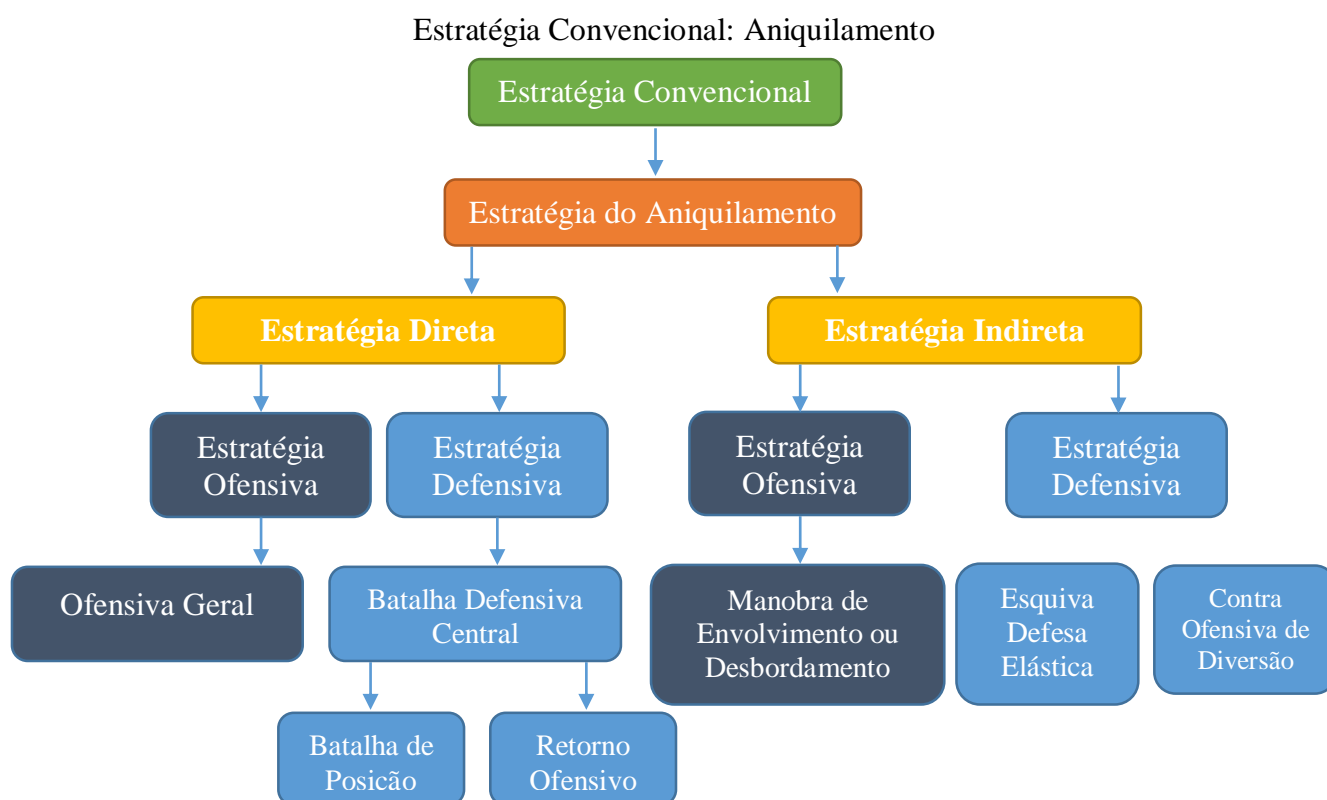 Estratégia Convencional: Aniquilamento
Estratégia Convencional
Estratégia do Aniquilamento
Estratégia Direta
Estratégia Indireta
Estratégia
Ofensiva
Estratégia
Defensiva
Estratégia
Ofensiva
Estratégia
Defensiva
Ofensiva Geral
Batalha Defensiva
Central
Manobra de
Envolvimento ou
Desbordamento
Esquiva
Defesa
Elástica
Contra
Ofensiva de
Diversão
Batalha de
Posicão
Retorno
Ofensivo